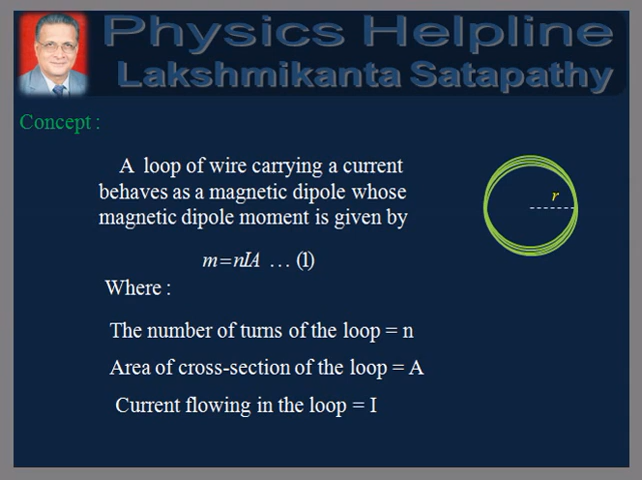 Physics Helpline
Lakshmikanta Satapathy
Concept :
A loop of wire carrying a current
behaves as a magnetic dipole whose
magnetic dipole moment is given by
r
m=nIA ... (1)
Where :
The number of turns of the loop = n
Area of cross-section of the loop = A
Current flowing in the loop = I